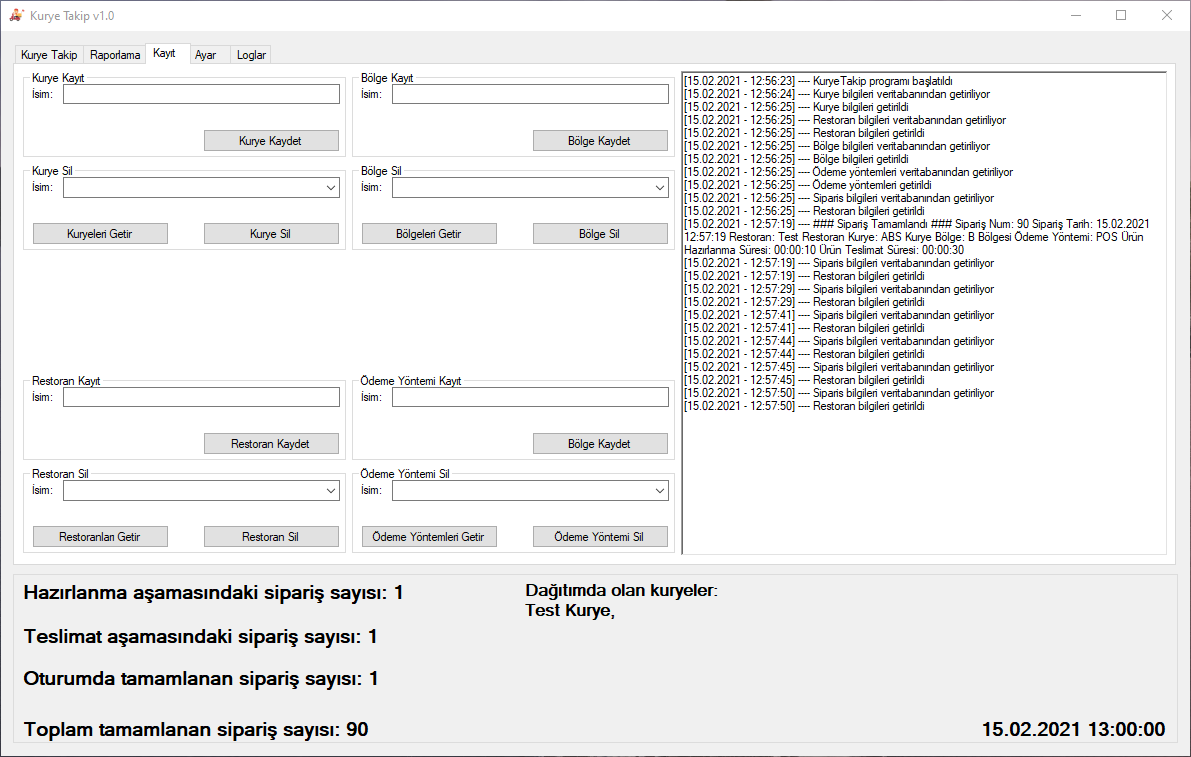 Kurye Takip v1.0
Kurye Takip Raporlama Kayıt Ayar Loglar
Kurye Kayıt
İsim:
Kurye Kaydet
Kurye Sil
İsim:
Kuryeleri Getir Kurye Sil
Bölge Kayıt
İsim:
Bölge Kaydet
Bölge Sil
İsim:
Bölgeleri Getir Bölge Sil
Restoran Kayıt
İsim:
Restoran Kaydet
Restoran Sil
İsim:
Restoranları Getir Restoran Sil
Ödeme Yöntemi Kayıt
İsim:
Bölge Kaydet
Ödeme Yöntemi Sil
İsim:
Ödeme Yöntemleri Getir Ödeme Yöntemi Sil
[15.02.2021 - 12:56:23] ---- KuryeTakip programı başlatıldı
[15.02.2021 - 12:56:24] ---- Kurye bilgileri veritabanından getiriliyor
[15.02.2021 - 12:56:25] ---- Kurye bilgileri getirildi
[15.02.2021 - 12:56:25] ---- Restoran bilgileri veritabanından getiriliyor
[15.02.2021 - 12:56:25] ---- Restoran bilgileri getirildi
[15.02.2021 - 12:56:25] ---- Bölge bilgileri veritabanından getiriliyor
[15.02.2021 - 12:56:25] ---- Bölge bilgileri getirildi
[15.02.2021 - 12:56:25] ---- Ödeme yöntemleri veritabanından getiriliyor
[15.02.2021 - 12:56:25] ---- Ödeme yöntemleri getirildi
[15.02.2021 - 12:56:25] ---- Siparis bilgileri veritabanından getiriliyor
[15.02.2021 - 12:56:25] ---- Restoran bilgileri getirildi
[15.02.2021 - 12:57:19] ---- ### Sipariş Tamamlandı ### Sipariş Num: 90 Sipariş Tarih: 15.02.2021
12:57:19 Restoran: Test Restoran Kurye: ABS Kurye Bölge: B Bölgesi Ödeme Yöntemi: POS Ürün
Hazırlanma Süresi: 00:00:10 Ürün Teslimat Süresi: 00:00:30
[15.02.2021 - 12:57:19] ---- Siparis bilgileri veritabanından getiriliyor
[15.02.2021 - 12:57:19] ---- Restoran bilgileri getirildi
[15.02.2021 - 12:57:29] ---- Siparis bilgileri veritabanından getiriliyor
[15.02.2021 - 12:57:29] ---- Restoran bilgileri getirildi
[15.02.2021 - 12:57:41] ---- Siparis bilgileri veritabanından getiriliyor
[15.02.2021 - 12:57:41] ---- Restoran bilgileri getirildi
[15.02.2021 - 12:57:44] ---- Siparis bilgileri veritabanından getiriliyor
[15.02.2021 - 12:57:44] ---- Restoran bilgileri getirildi
[15.02.2021 - 12:57:45] ---- Siparis bilgileri veritabanından getiriliyor
[15.02.2021 - 12:57:45] ---- Restoran bilgileri getirildi
[15.02.2021 - 12:57:50] ---- Siparis bilgileri veritabanından getiriliyor
[15.02.2021 - 12:57:50] ---- Restoran bilgileri getirildi
Hazırlanma aşamasındaki sipariş sayısı: 1
Teslimat aşamasındaki sipariş sayısı: 1
Oturumda tamamlanan sipariş sayısı: 1
Toplam tamamlanan sipariş sayısı: 90
Dağıtımda olan kuryeler:
Test Kurye,
15.02.2021 13:00:00